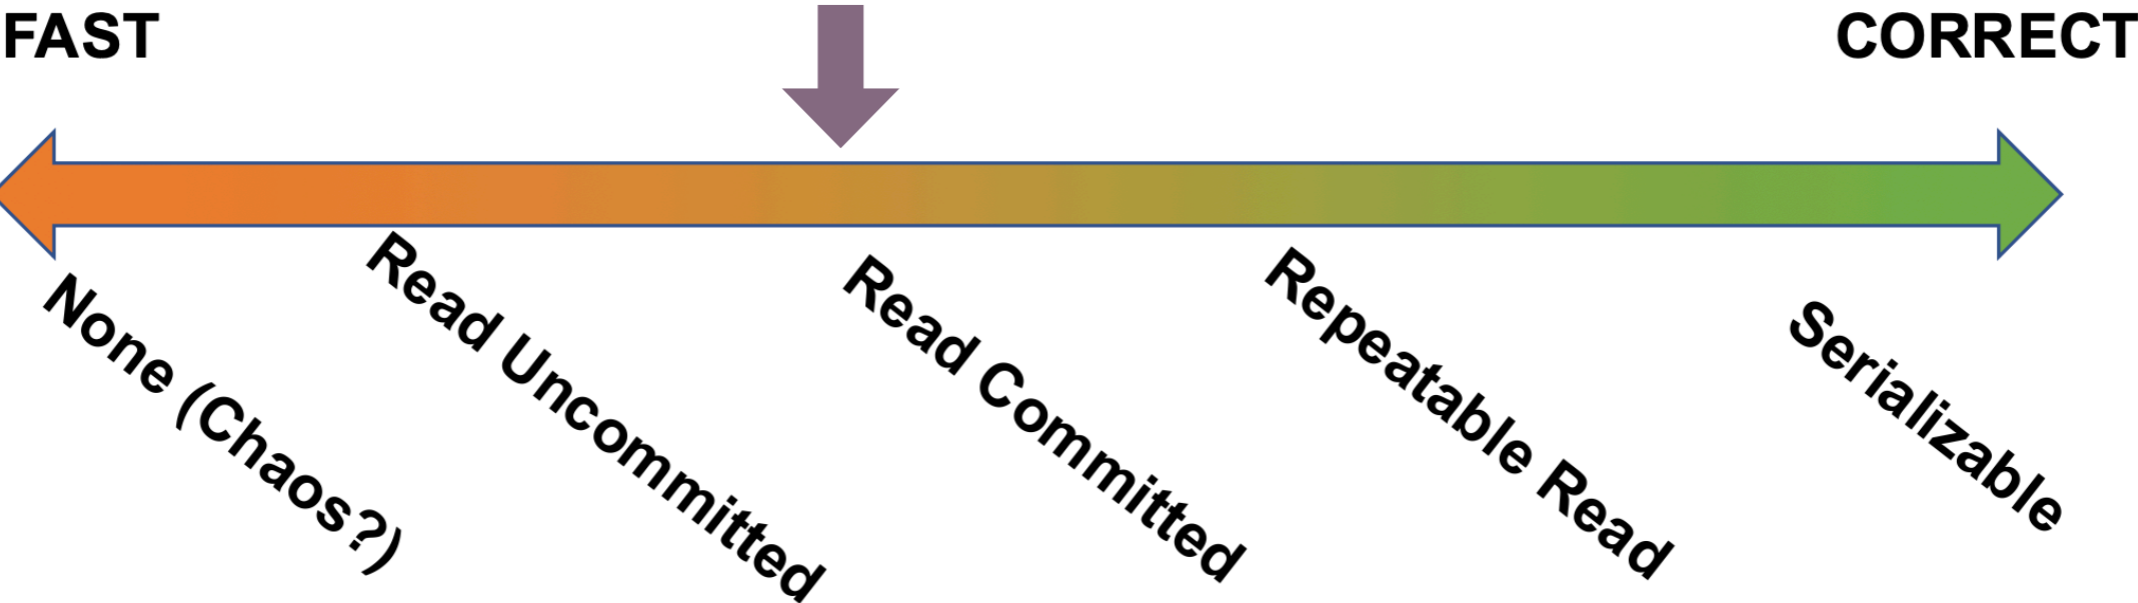 FAST
CORRECT
None (Chaos?)
Read Uncommitted
Read Committed
Repeatable Read
Serializable